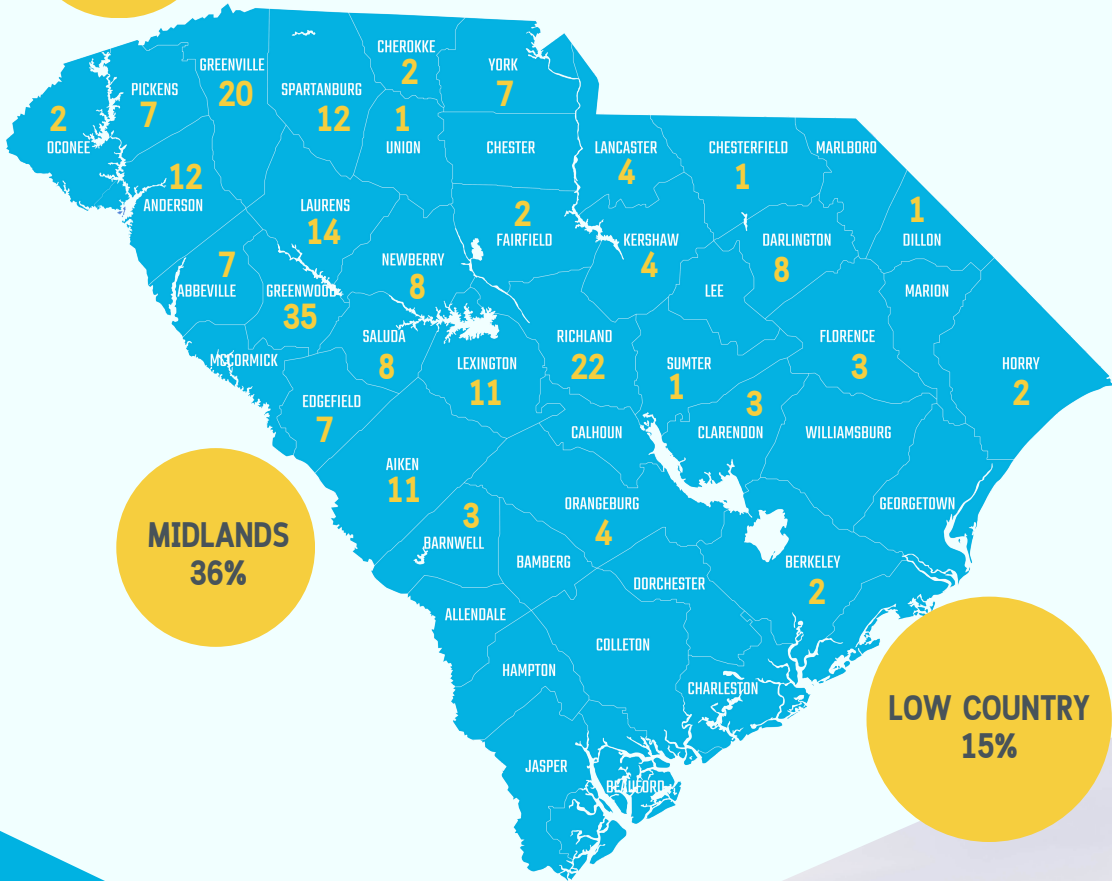 CHEROKKE
2
YORK
7
GREENVILLE
20
SPARTANBURG
12
PICKENS
7
2
OCONEE
1
UNION
CHESTER
LANCASTER
4
CHESTERFIELD
1
MARLBORO
12
ANDERSON
LAURENS
14
2
FAIRFIELD
KERSHAW
4
DARLINGTON
8
1
DILLON
7
ABBEVILLE
GREENWOOD
35
NEWBERRY
8
LEE
MARION
SALUDA
8
LEXINGTON
11
RICHLAND
22
SUMTER
1
FLORENCE
3
HORRY
2
MCCORMICK
EDGEFIELD
7
CALHOUN
3
CLARENDON
WILLIAMSBURG
AIKEN
11
3
BARNWELL
ORANGEBURG
4
GEORGETOWN
BAMBERG
DORCHESTER
BERKELEY
2
MIDLANDS
36%
ALLENDALE
COLLETON
HAMPTON
CHARLESTON
LOW COUNTRY
15%
JASPER
BEAUFORD